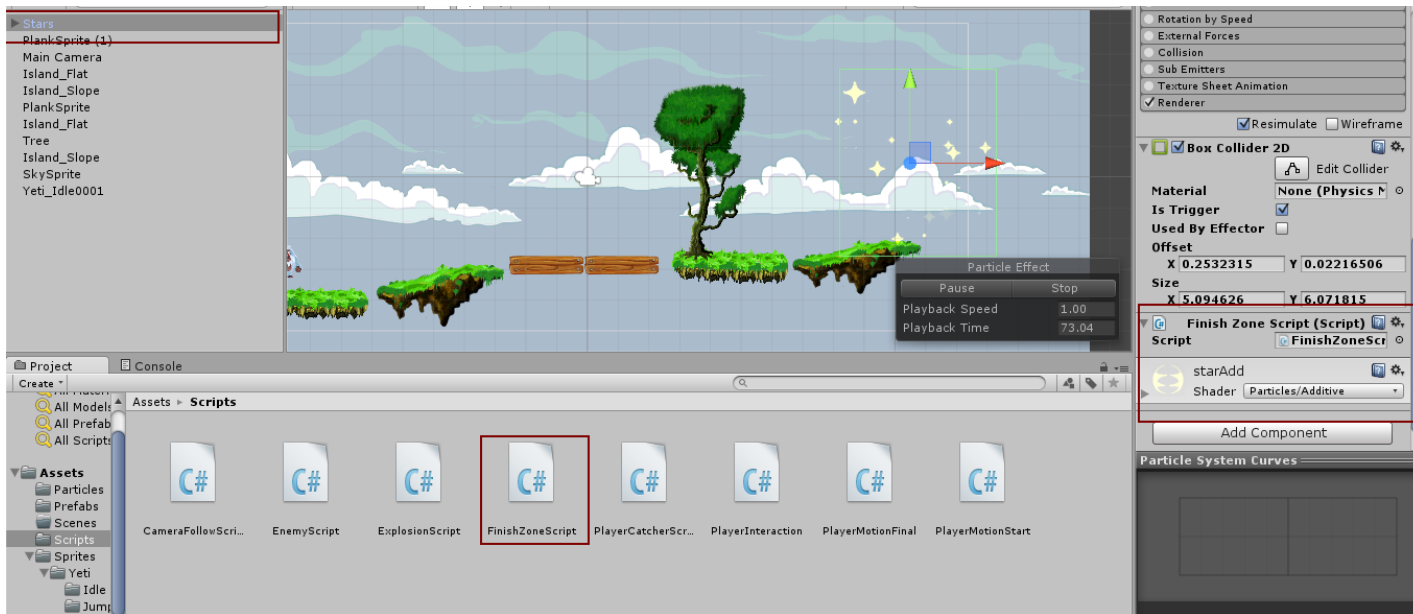 Stars
PlankSprite (1)
Main Camera
Island_Flat
Island_Slope
PlankSprite
Island_Flat
Tree
Island_Slope
SkySprite
Yeti_Idle0001
Particle Effect
Pause Stop
Playback Speed 1.00
Playback Time 73.04
Rotation by Speed
External Forces
Collision
Sub Emitters
Texture Sheet Animation
Renderer
Resimulate Wireframe
Box Collider 2D
Edit Collider
Material None (Physics M
Is Trigger
Used By Effector
Offset
X 0.2532315 Y 0.02216506
Size
X 5.094626 Y 6.071815
Finish Zone Script (Script)
Script FinishZoneScr
starAdd
Shader Particles/Additive
Add Component
Particle System Curves
Project Console
Create
All Models
All Prefab
All Scripts
Assets
Particles
Prefabs
Scenes
Scripts
Sprites
Yeti
Idle
Jump
Assets Scripts
C# C# C# C# C# C# C# C#
CameraFollowScri... EnemyScript ExplosionScript FinishZoneScript PlayerCatcherScr... PlayerInteraction PlayerMotionFinal PlayerMotionStart